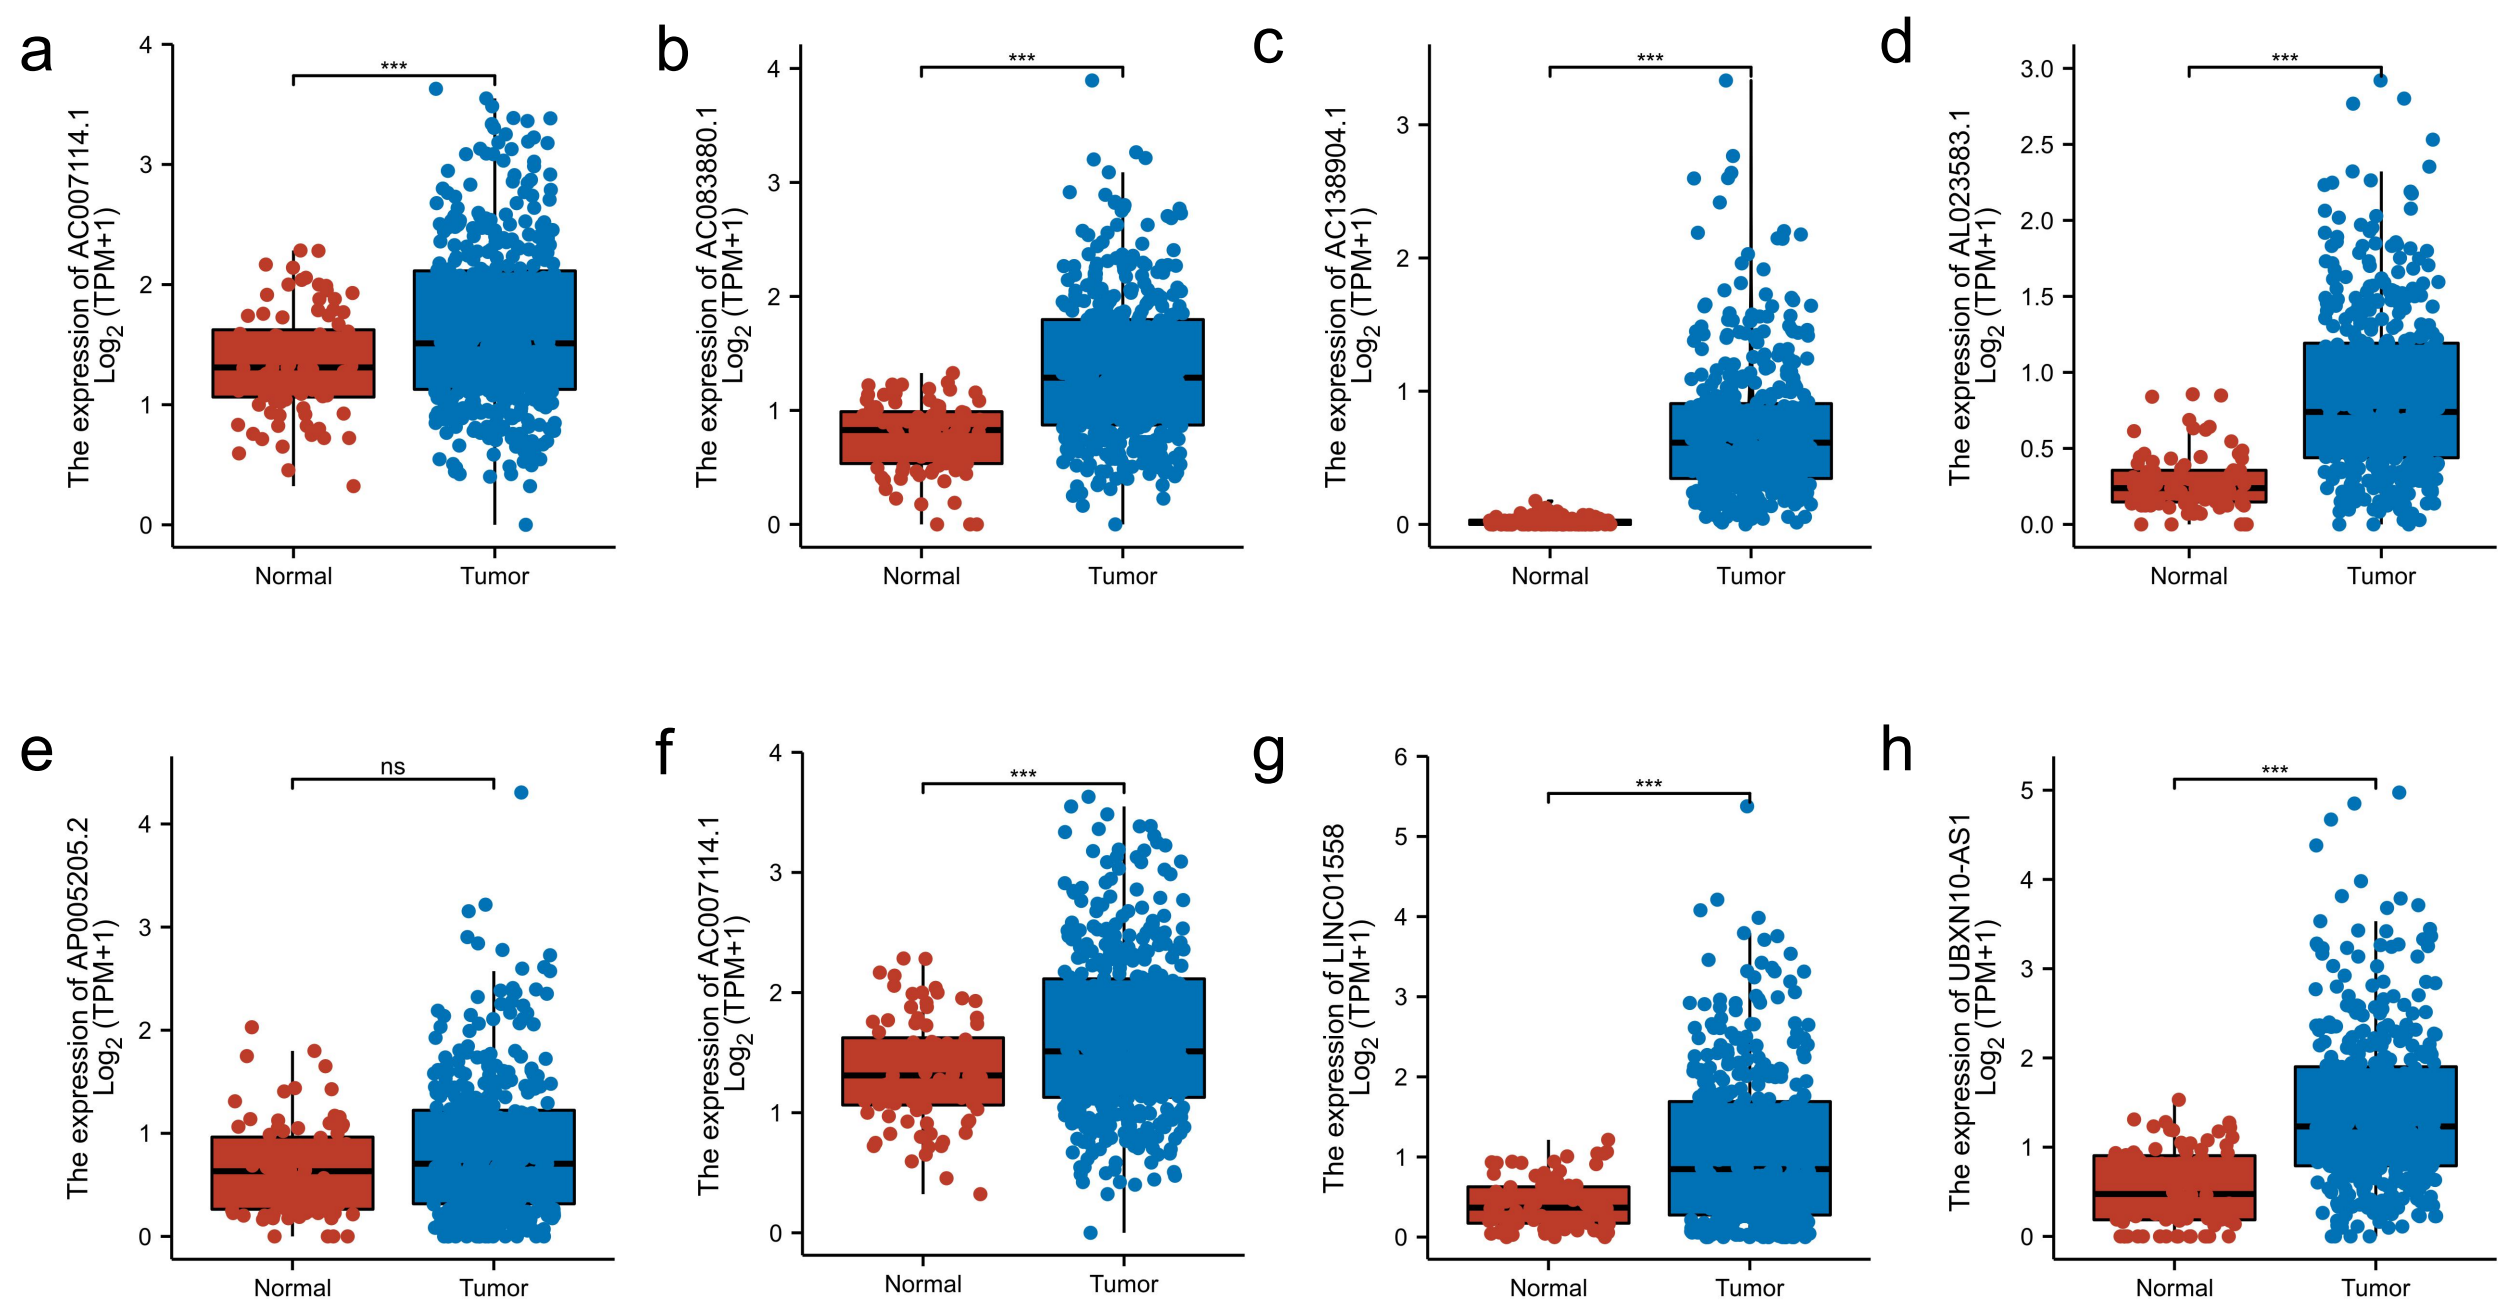 a
The expression of AC007114.1
Log2 (TPM+1)
4
3
2
1
0
***
Normal
Tumor
b
The expression of AC083880.1
Log2 (TPM+1)
4
3
2
1
0
***
Normal
Tumor
c
The expression of AC138904.1
Log2 (TPM+1)
3
2
1
0
***
Normal
Tumor
d
The expression of AL023583.1
Log2 (TPM+1)
3.0
2.5
2.0
1.5
1.0
0.5
0.0
***
Normal
Tumor
e
The expression of AP005205.2
Log2 (TPM+1)
4
3
2
1
0
ns
Normal
Tumor
f
The expression of AC007114.1
Log2 (TPM+1)
4
3
2
1
0
***
Normal
Tumor
g
The expression of LINC01558
Log2 (TPM+1)
6
5
4
3
2
1
0
***
Normal
Tumor
h
The expression of UBXN10-AS1
Log2 (TPM+1)
5
4
3
2
1
0
***
Normal
Tumor